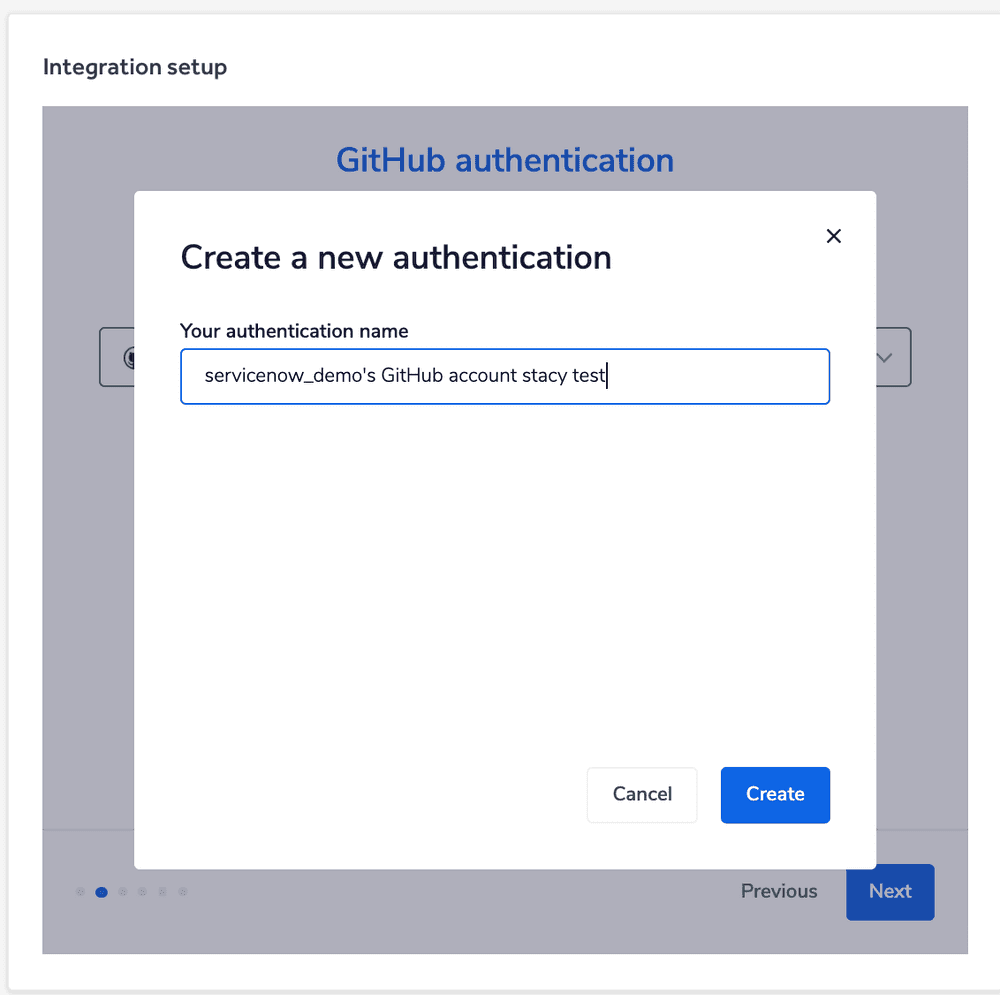 Integration setup
GitHub authentication
Create a new authentication
Your authentication name
servicenow_demo's GitHub account stacy test
Cancel
Create
Previous
Next